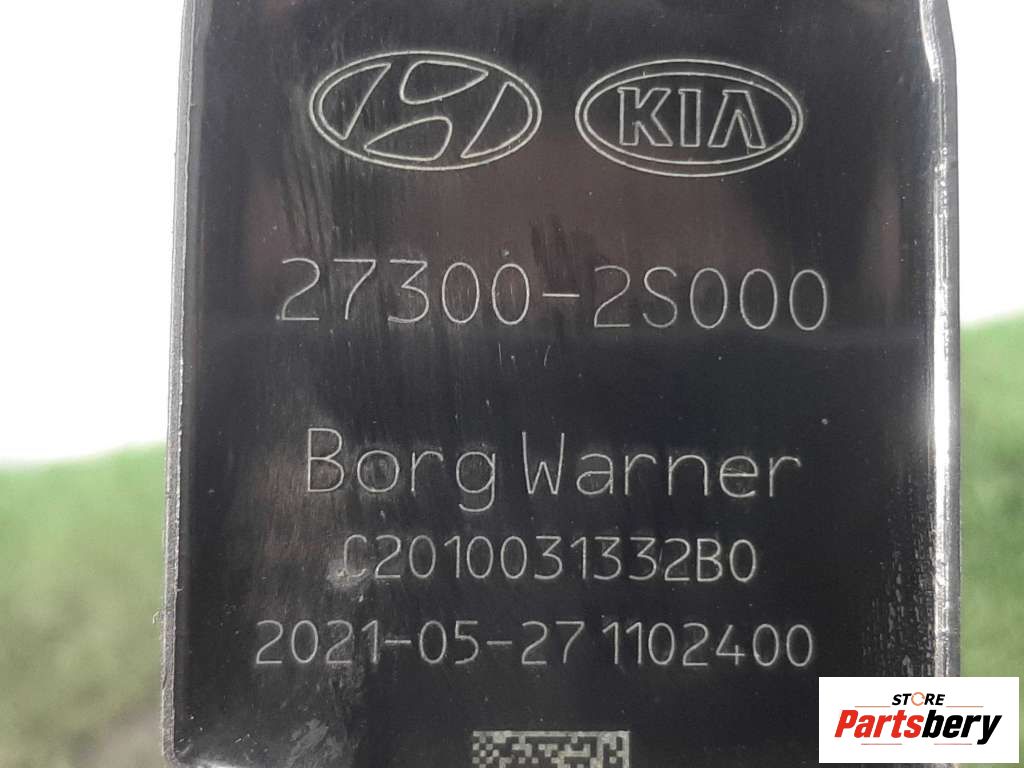 KIA
27300-2S000
Borg Warner
C2010031332B0
2021-05-27 1102400
STORE
Partsbery